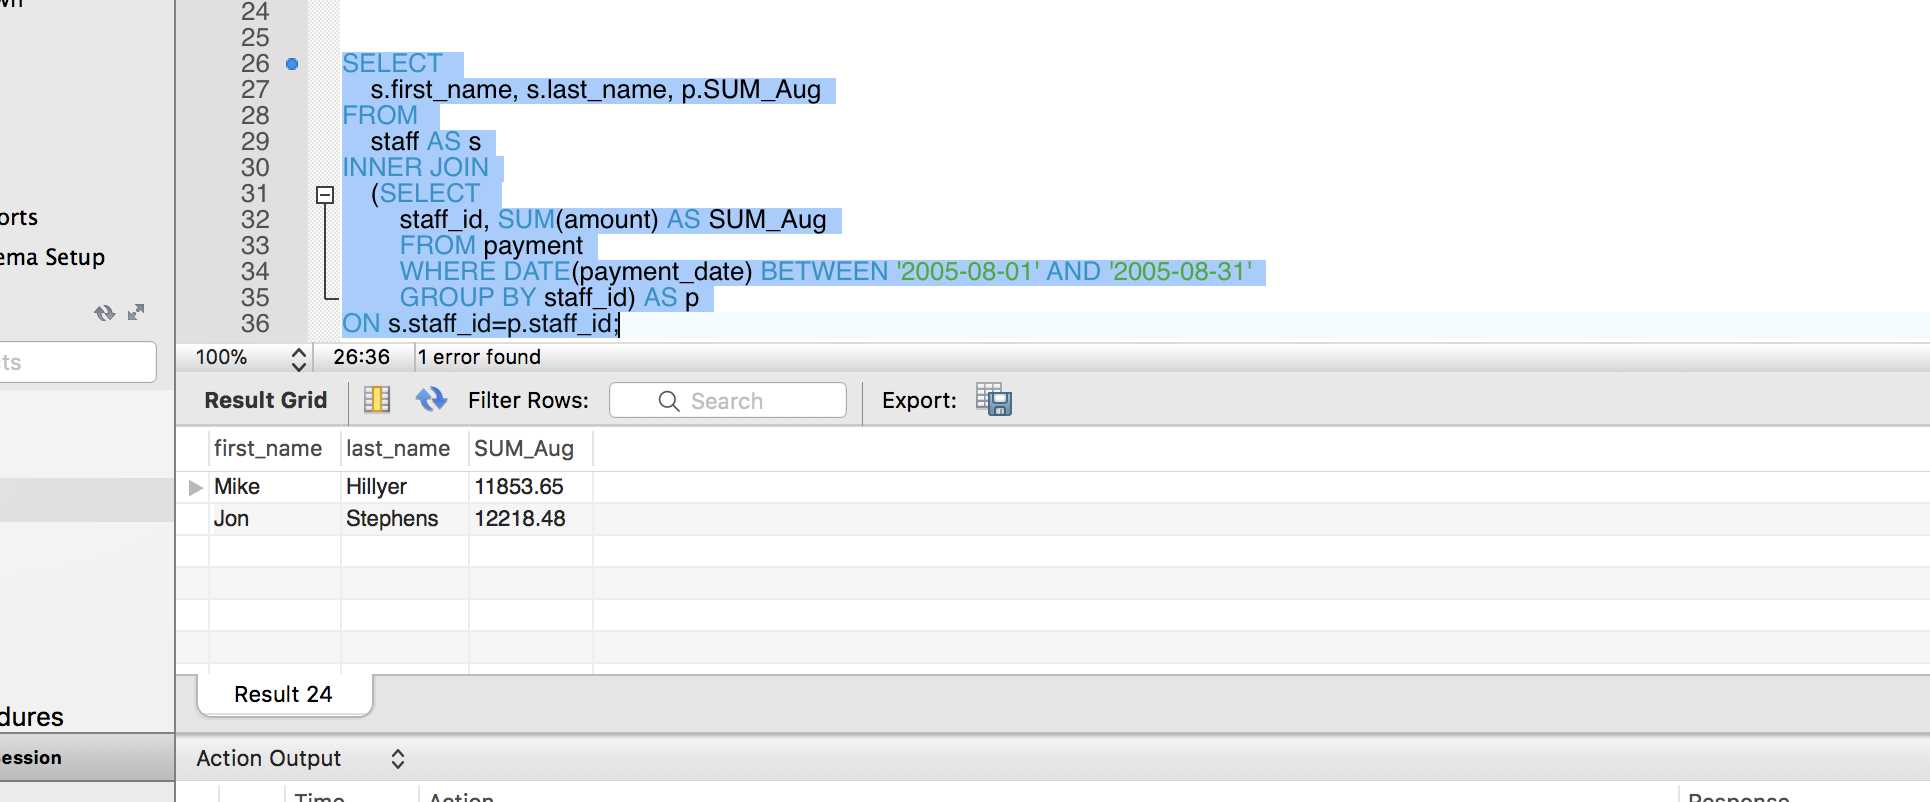 24
25
26 SELECT
27 s.first_name, s.last_name, p.SUM_Aug
28 FROM
29 staff AS s
30 INNER JOIN
31 (SELECT
32 staff_id, SUM(amount) AS SUM_Aug
33 FROM payment
34 WHERE DATE(payment_date) BETWEEN '2005-08-01' AND '2005-08-31'
35 GROUP BY staff_id) AS p
36 ON s.staff_id=p.staff_id;
orts
ema Setup
ts
dures
ession
100% 26:36 1 error found
Result Grid Filter Rows: Search Export:
first_name last_name SUM_Aug
Mike Hillyer 11853.65
Jon Stephens 12218.48
Result 24
Action Output
Time Action Response